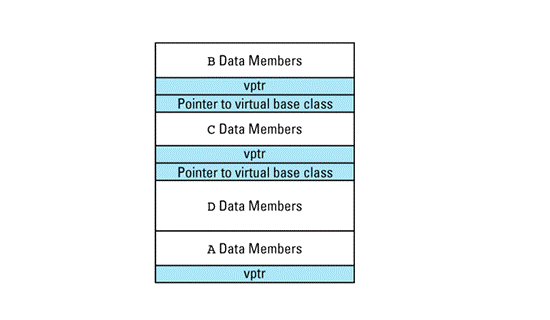 B Data Members
vptr
Pointer to virtual base class
C Data Members
vptr
Pointer to virtual base class
D Data Members
A Data Members
vptr